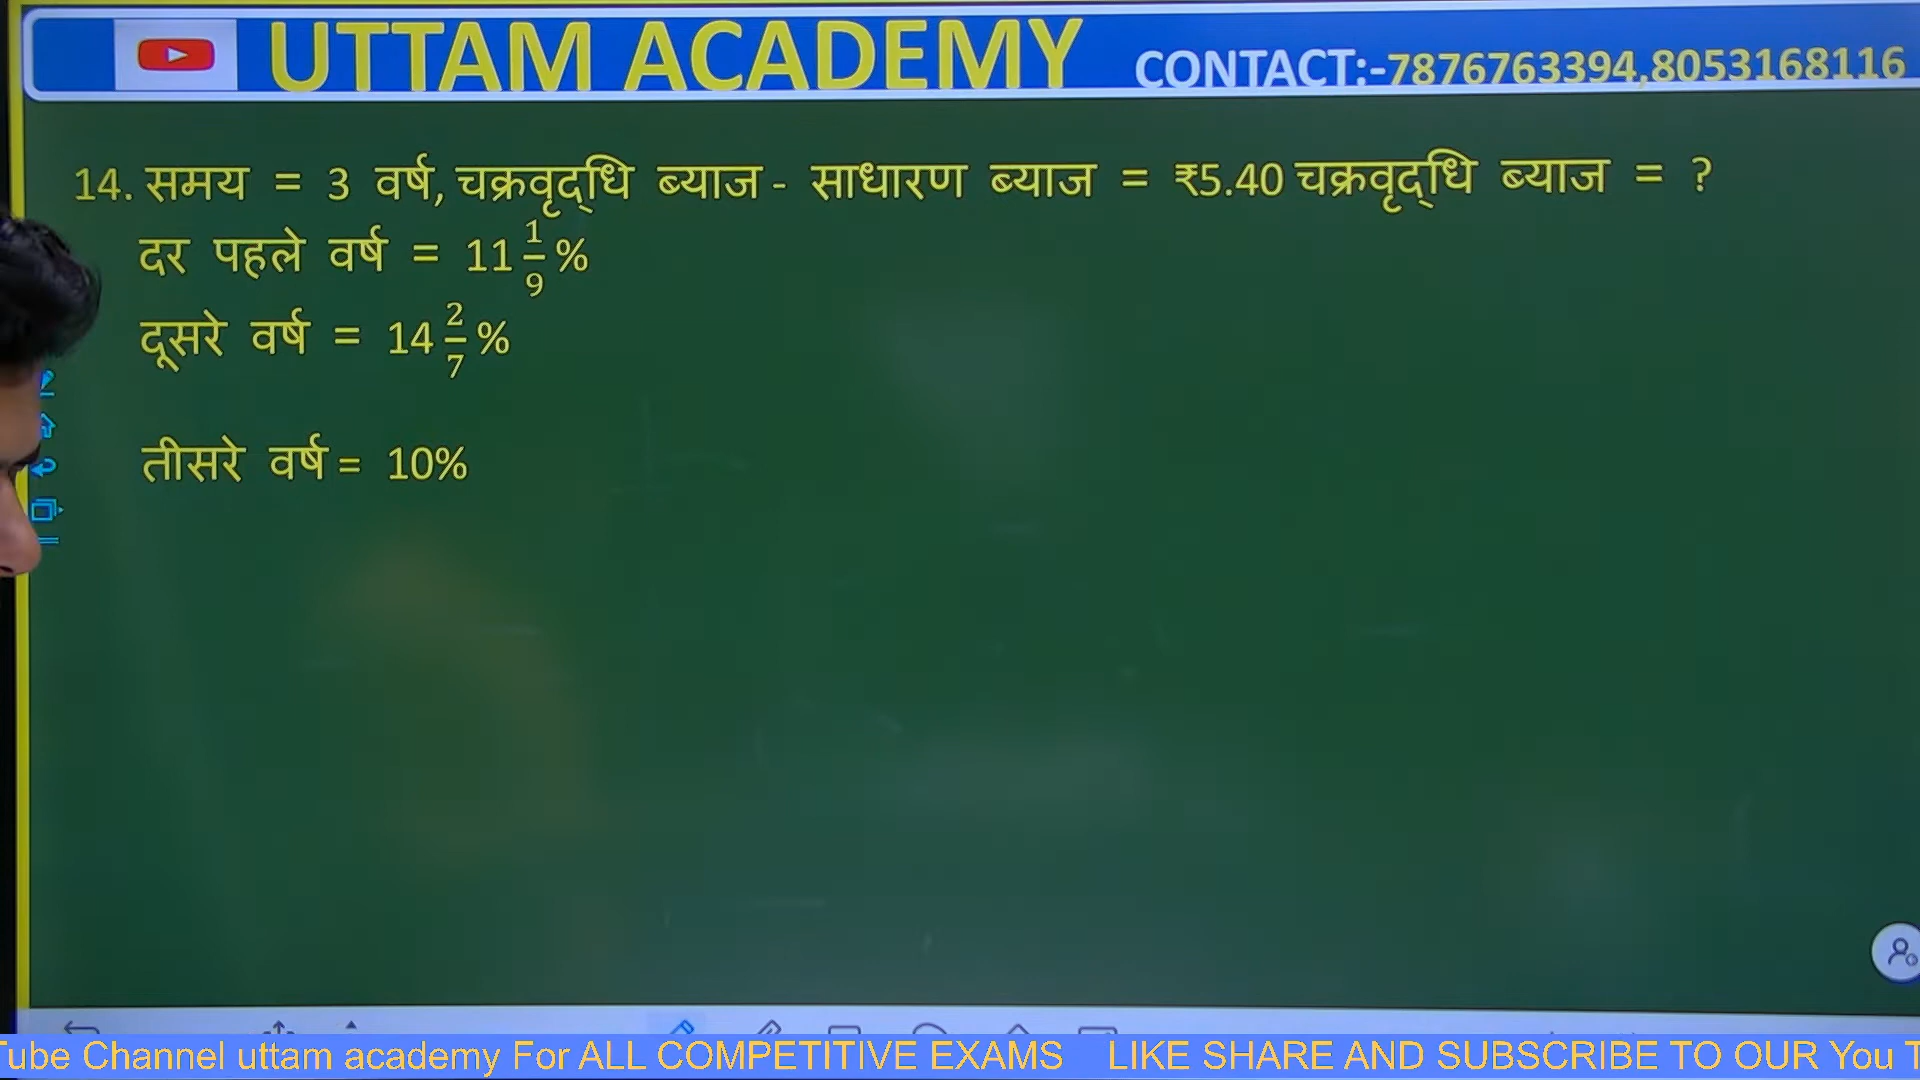 UTTAM ACADEMY CONTACT:-7876763394,8053168116
14. समय = 3 वर्ष, चक्रवृद्धि ब्याज - साधारण ब्याज = ₹5.40 चक्रवृद्धि ब्याज = ?
दर पहले वर्ष = 11 1/9 %
दूसरे वर्ष = 14 2/7 %
तीसरे वर्ष = 10%
Tube Channel uttam academy For ALL COMPETITIVE EXAMS LIKE SHARE AND SUBSCRIBE TO OUR You T